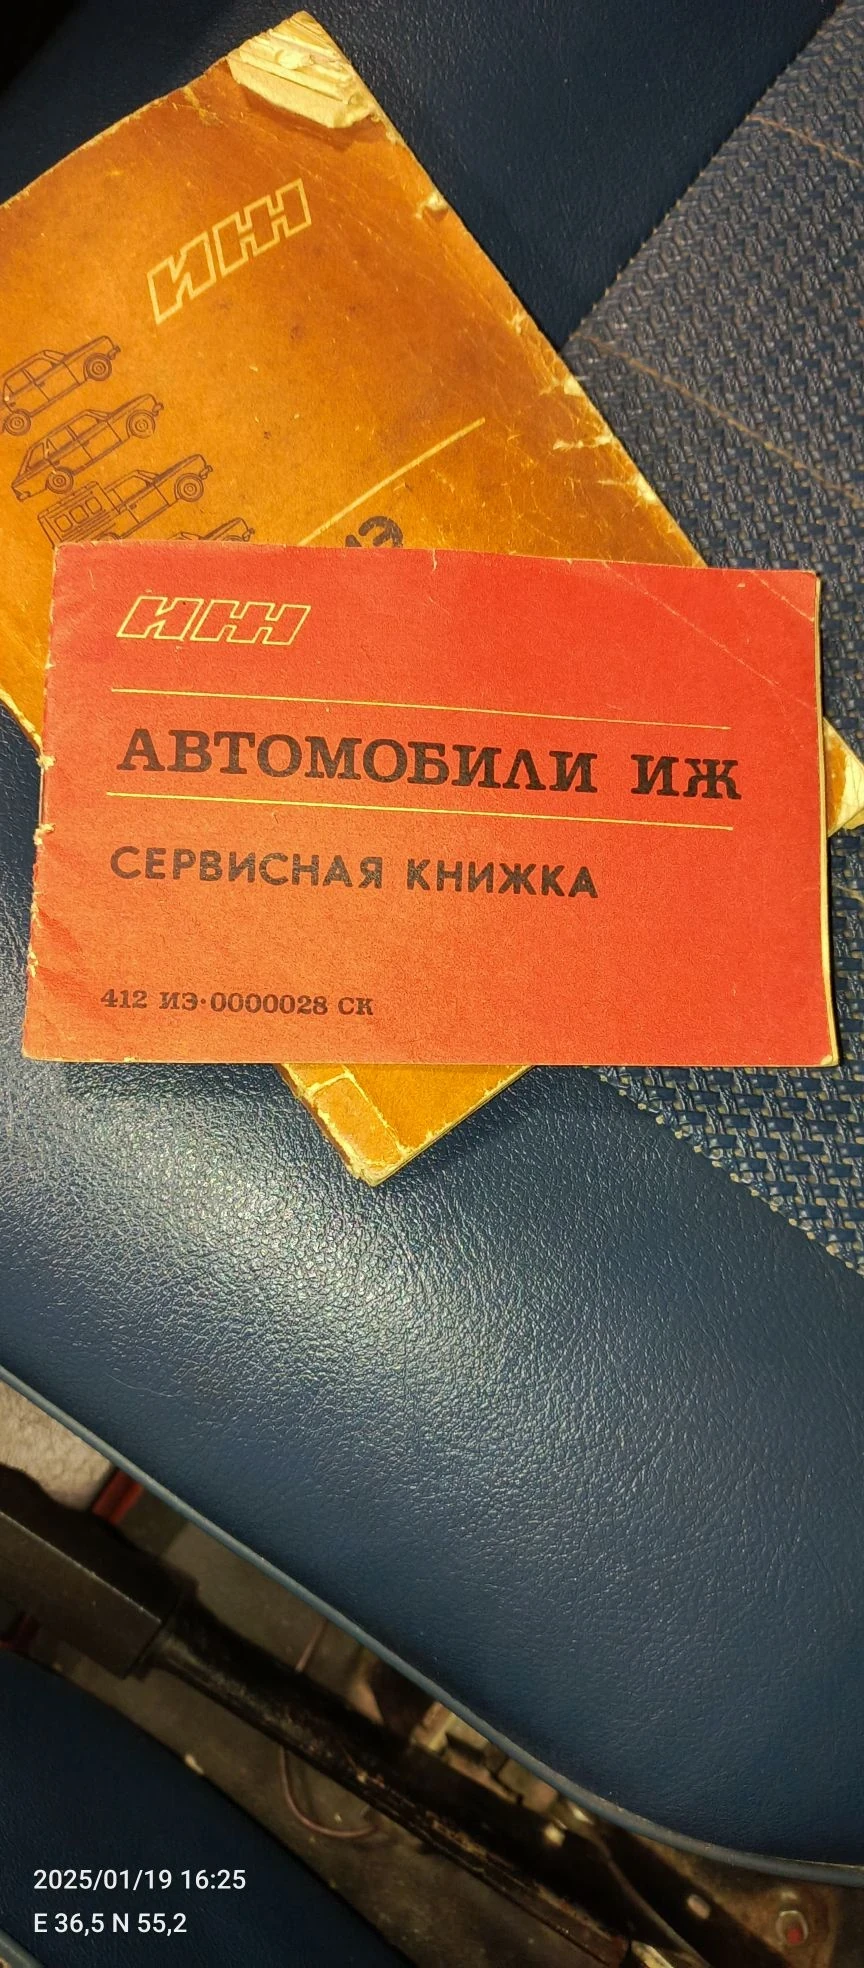 ИЖ
ИЖ
АВТОМОБИЛИ ИЖ
СЕРВИСНАЯ КНИЖКА
412 ИЭ·0000028 СК
2025/01/19 16:25
E 36,5 N 55,2